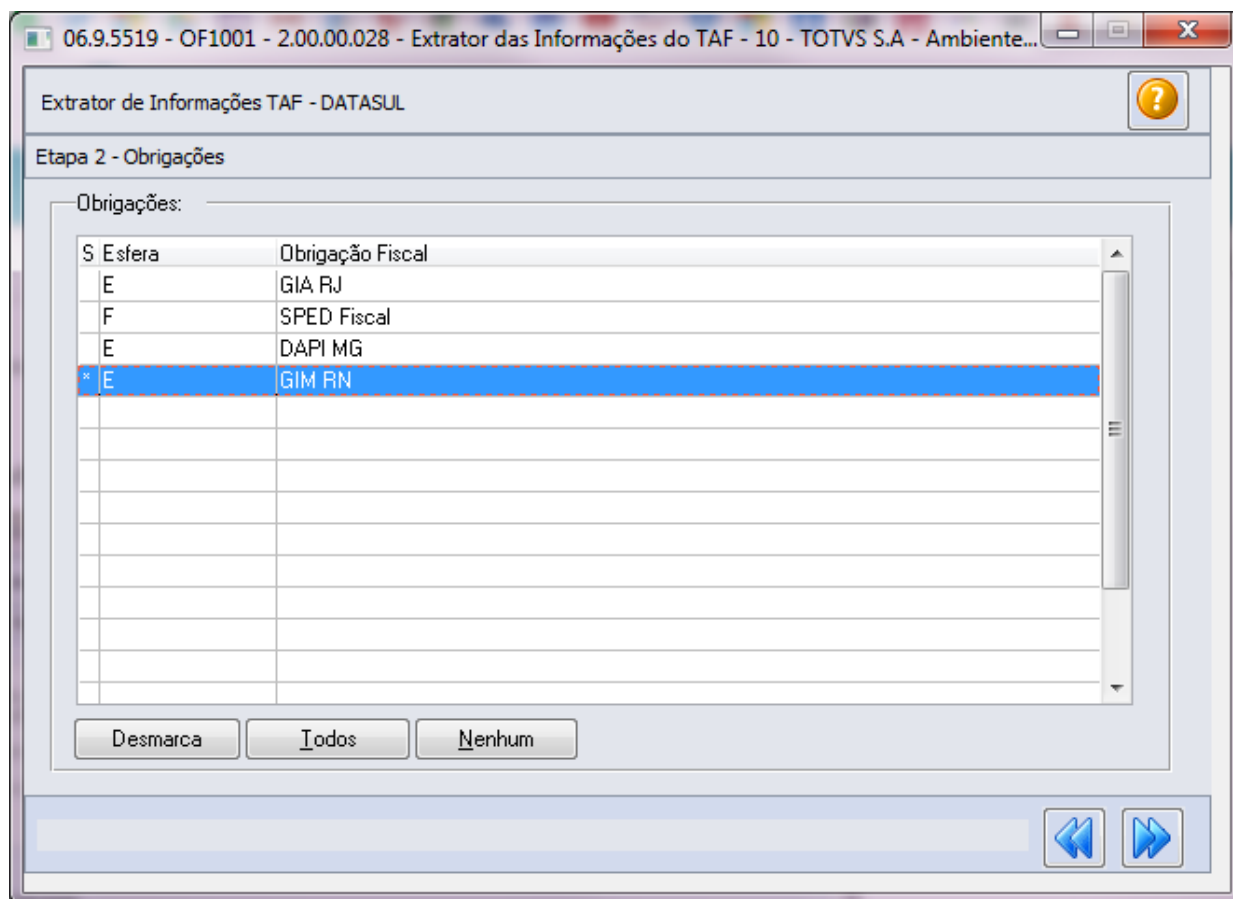 06.9.5519 - OF1001 - 2.00.00.028 - Extrator das Informações do TAF - 10 - TOTVS S.A - Ambiente...
Extrator de Informações TAF - DATASUL
?
Etapa 2 - Obrigações
Obrigações:
S Esfera Obrigação Fiscal
E GIA RJ
F SPED Fiscal
E DAPI MG
* E GIM RN
Desmarca Todos Nenhum